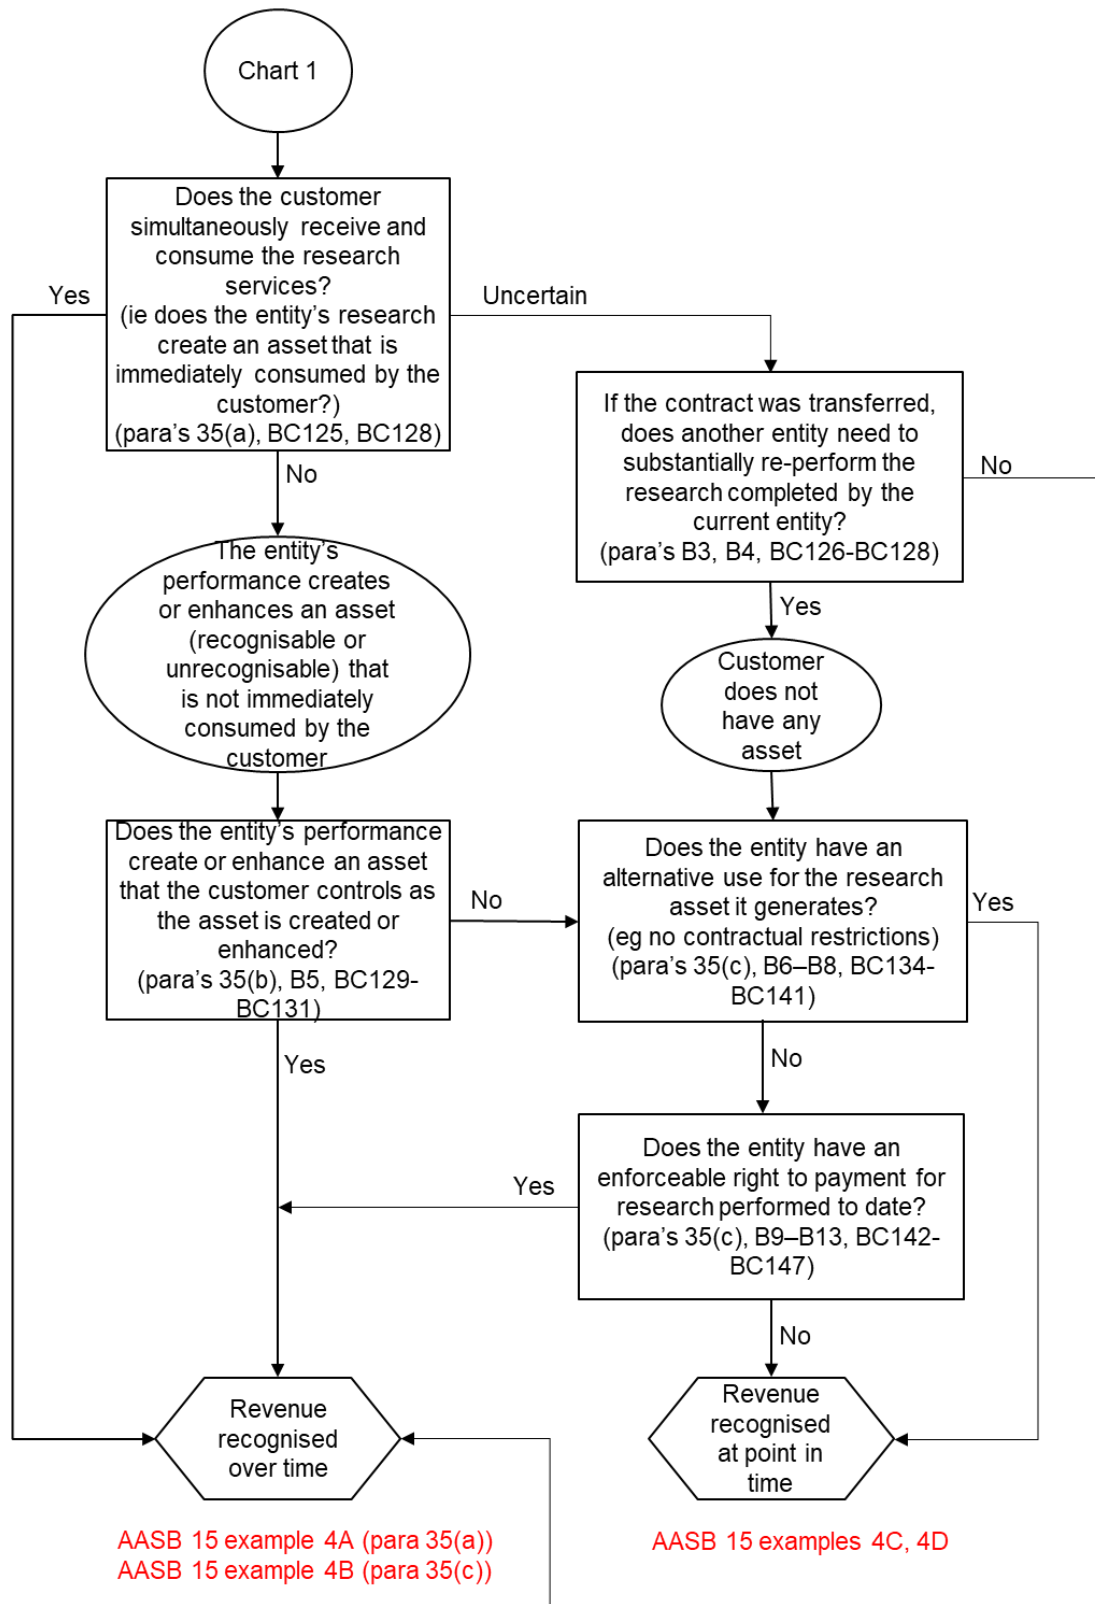 Chart 1
Does the customer
simultaneously receive and
consume the research
services?
(ie does the entity's research
create an asset that is
immediately consumed by the
customer?)
(para's 35(a), BC125, BC128)
Yes
Uncertain
No
If the contract was transferred,
does another entity need to
substantially re-perform the
research completed by the
current entity?
(para's B3, B4, BC126-BC128)
No
Yes
The entity's
performance creates
or enhances an asset
(recognisable or
unrecognisable) that
is not immediately
consumed by the
customer
Customer
does not
have any
asset
Does the entity's performance
create or enhance an asset
that the customer controls as
the asset is created or
enhanced?
(para's 35(b), B5, BC129-
BC131)
No
Yes
Does the entity have an
alternative use for the research
asset it generates?
(eg no contractual restrictions)
(para's 35(c), B6–B8, BC134-
BC141)
Yes
No
Does the entity have an
enforceable right to payment for
research performed to date?
(para's 35(c), B9–B13, BC142-
BC147)
Yes
No
Revenue
recognised
over time
Revenue
recognised
at point in
time
AASB 15 example 4A (para 35(a))
AASB 15 example 4B (para 35(c))
AASB 15 examples 4C, 4D